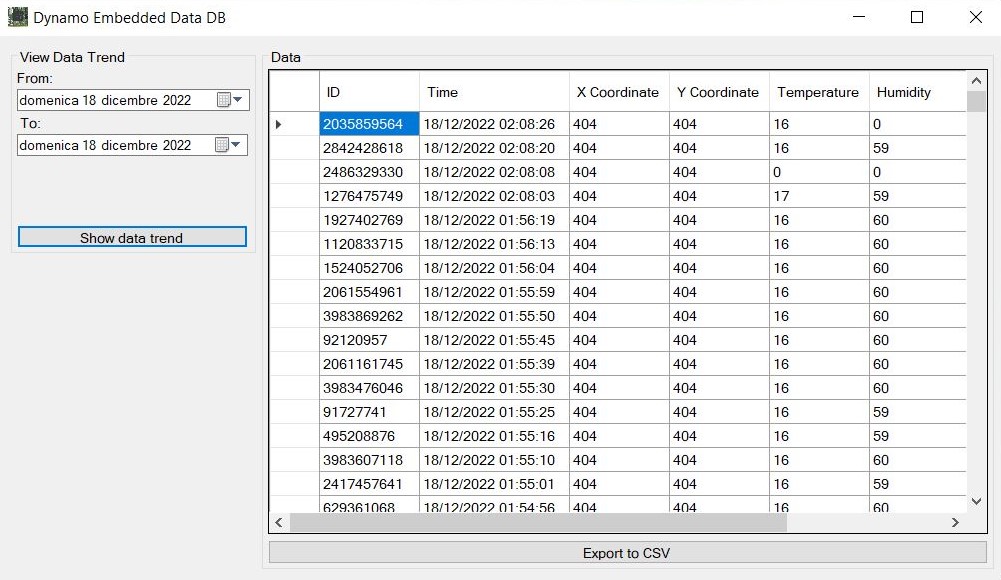 Dynamo Embedded Data DB
View Data Trend
From:
domenica 18 dicembre 2022
To:
domenica 18 dicembre 2022
Show data trend
Data
ID Time X Coordinate Y Coordinate Temperature Humidity
2035859564 18/12/2022 02:08:26 404 404 16 0
2842428618 18/12/2022 02:08:20 404 404 16 59
2486329330 18/12/2022 02:08:08 404 404 0 0
1276475749 18/12/2022 02:08:03 404 404 17 59
1927402769 18/12/2022 01:56:19 404 404 16 60
1120833715 18/12/2022 01:56:13 404 404 16 60
1524052706 18/12/2022 01:56:04 404 404 16 60
2061554961 18/12/2022 01:55:59 404 404 16 60
3983869262 18/12/2022 01:55:50 404 404 16 60
92120957 18/12/2022 01:55:45 404 404 16 60
2061161745 18/12/2022 01:55:39 404 404 16 60
3983476046 18/12/2022 01:55:30 404 404 16 60
91727741 18/12/2022 01:55:25 404 404 16 59
495208876 18/12/2022 01:55:16 404 404 16 59
3983607118 18/12/2022 01:55:10 404 404 16 60
2417457641 18/12/2022 01:55:01 404 404 16 59
629361068 18/12/2022 01:54:56 404 404 16 60
Export to CSV